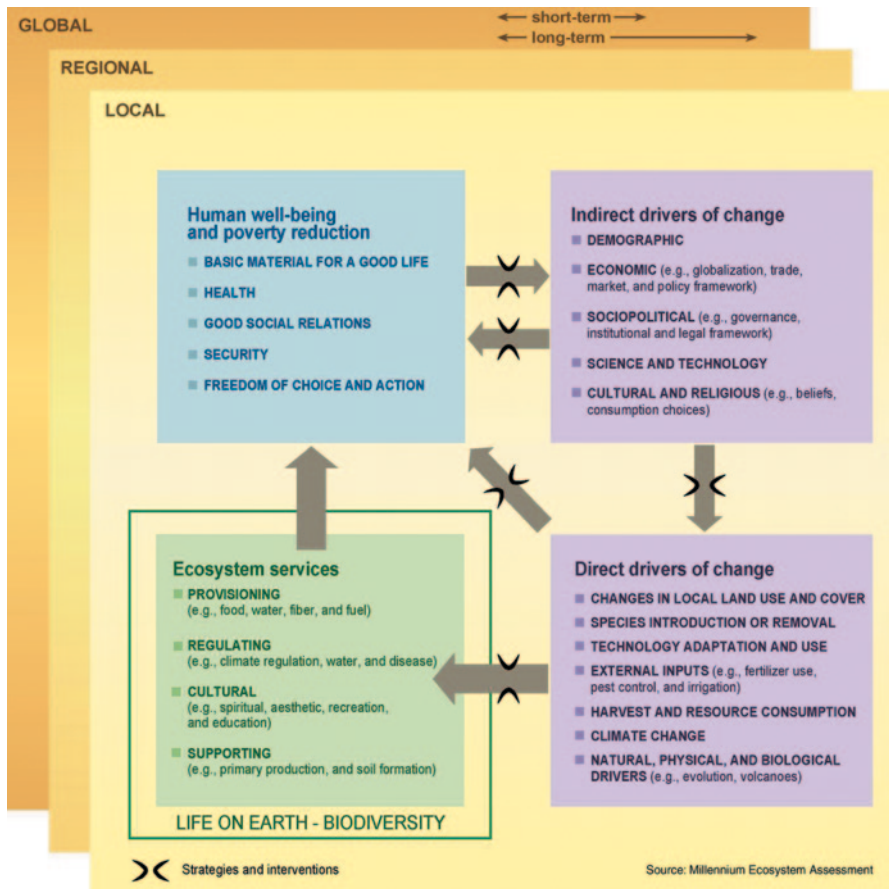 GLOBAL
short-term
long-term
REGIONAL
LOCAL
Human well-being
and poverty reduction
BASIC MATERIAL FOR A GOOD LIFE
HEALTH
GOOD SOCIAL RELATIONS
SECURITY
FREEDOM OF CHOICE AND ACTION
Indirect drivers of change
DEMOGRAPHIC
ECONOMIC (e.g., globalization, trade,
market, and policy framework)
SOCIOPOLITICAL (e.g., governance,
institutional and legal framework)
SCIENCE AND TECHNOLOGY
CULTURAL AND RELIGIOUS (e.g., beliefs,
consumption choices)
Ecosystem services
PROVISIONING
(e.g., food, water, fiber, and fuel)
REGULATING
(e.g., climate regulation, water, and disease)
CULTURAL
(e.g., spiritual, aesthetic, recreation,
and education)
SUPPORTING
(e.g., primary production, and soil formation)
LIFE ON EARTH - BIODIVERSITY
Direct drivers of change
CHANGES IN LOCAL LAND USE AND COVER
SPECIES INTRODUCTION OR REMOVAL
TECHNOLOGY ADAPTATION AND USE
EXTERNAL INPUTS (e.g., fertilizer use,
pest control, and irrigation)
HARVEST AND RESOURCE CONSUMPTION
CLIMATE CHANGE
NATURAL, PHYSICAL, AND BIOLOGICAL
DRIVERS (e.g., evolution, volcanoes)
Strategies and interventions
Source: Millennium Ecosystem Assessment